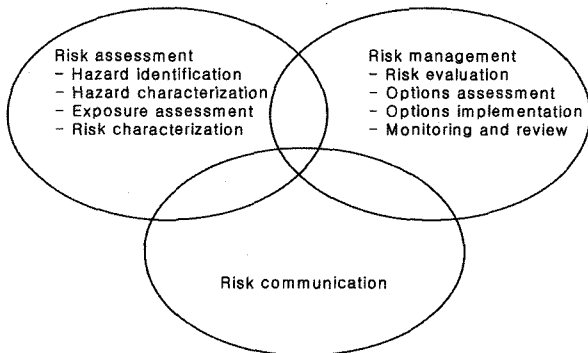 Risk assessment
- Hazard identification
- Hazard characterization
- Exposure assessment
- Risk characterization
Risk management
- Risk evaluation
- Options assessment
- Options implementation
- Monitoring and review
Risk communication